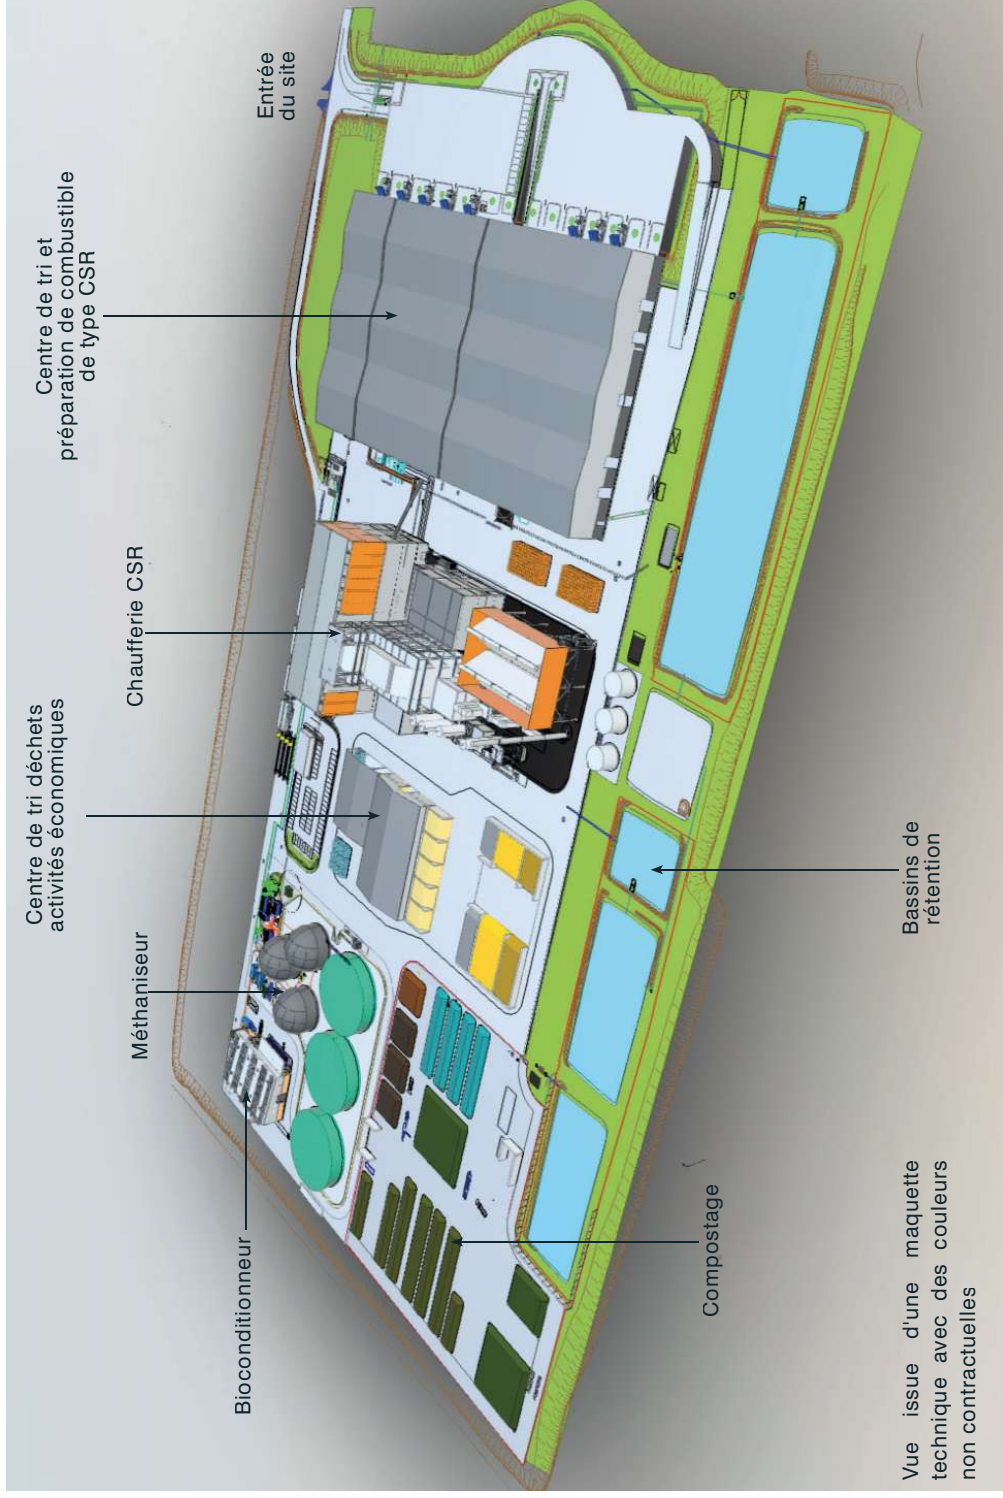 Entrée
du site
Centre de tri et
préparation de combustible
de type CSR
Chaufferie CSR
Centre de tri déchets
activités économiques
Méthaniseur
Bioconditionneur
Bassins de
rétention
Compostage
Vue issue d'une maquette
technique avec des couleurs
non contractuelles